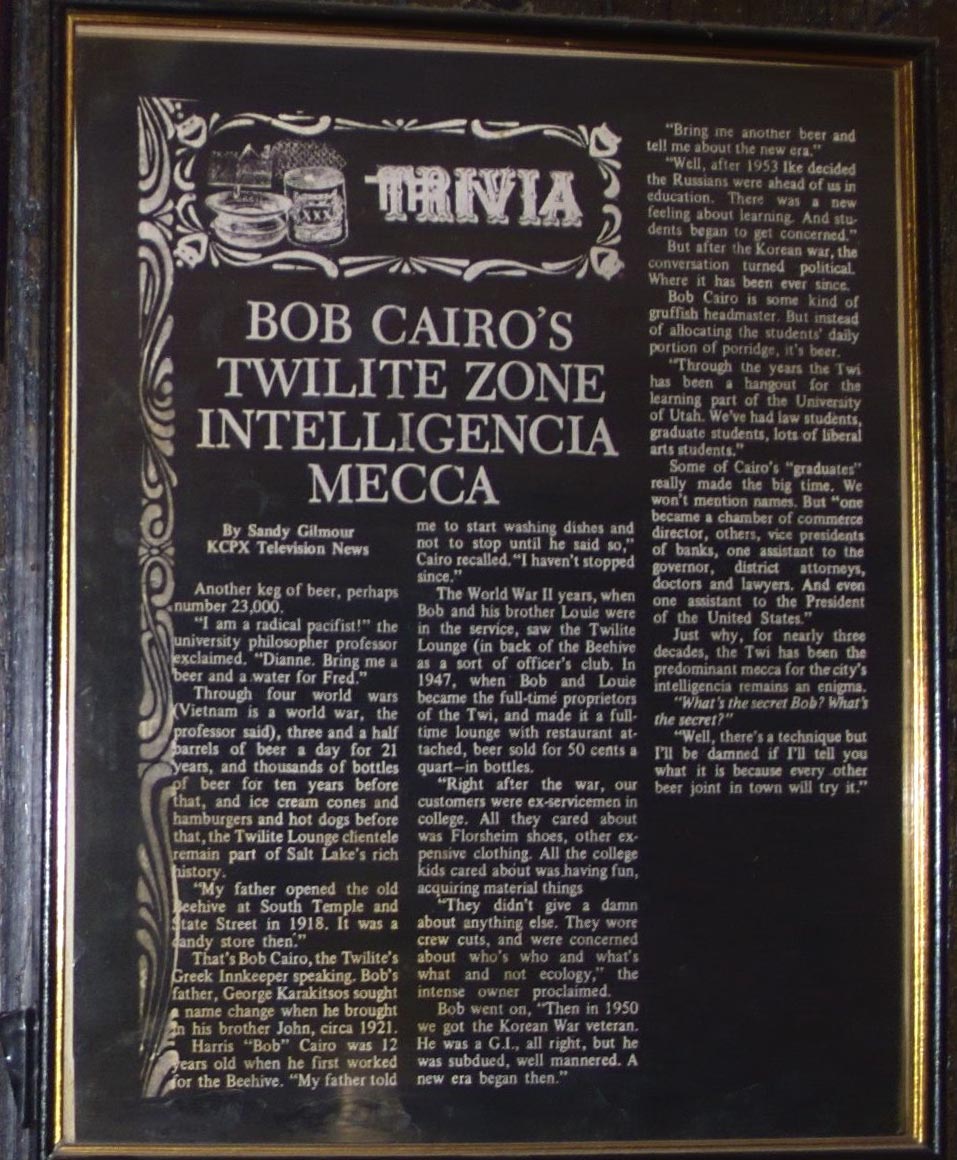 XXX
TRIVIA
BOB CAIRO'S
TWILITE ZONE
INTELLIGENCIA
MECCA
By Sandy Gilmour
KCPX Television News
Another keg of beer, perhaps
number 23,000.
"I am a radical pacifist!" the
university philosopher professor
exclaimed. "Dianne. Bring me a
beer and a water for Fred."
Through four world wars
(Vietnam is a world war, the
professor said), three and a half
barrels of beer a day for 21
years, and thousands of bottles
of beer for ten years before
that, and ice cream cones and
hamburgers and hot dogs before
that, the Twilite Lounge clientele
remain part of Salt Lake's rich
history.
"My father opened the old
Beehive at South Temple and
State Street in 1918. It was a
candy store then."
That's Bob Cairo, the Twilite's
Greek Innkeeper speaking. Bob's
father, George Karakitsos sought
a name change when he brought
in his brother John, circa 1921.
Harris "Bob" Cairo was 12
years old when he first worked
for the Beehive. "My father told
me to start washing dishes and
not to stop until he said so,"
Cairo recalled. "I haven't stopped
since."
The World War II years, when
Bob and his brother Louie were
in the service, saw the Twilite
Lounge (in back of the Beehive
as a sort of officer's club. In
1947, when Bob and Louie
became the full-time proprietors
of the Twi, and made it a full-
time lounge with restaurant at-
tached, beer sold for 50 cents a
quart—in bottles.
"Right after the war, our
customers were ex-servicemen in
college. All they cared about
was Florsheim shoes, other ex-
pensive clothing. All the college
kids cared about was having fun,
acquiring material things
"They didn't give a damn
about anything else. They wore
crew cuts, and were concerned
about who's who and what's
what and not ecology," the
intense owner proclaimed.
Bob went on, "Then in 1950
we got the Korean War veteran.
He was a G.I., all right, but he
was subdued, well mannered. A
new era began then."
"Bring me another beer and
tell me about the new era."
"Well, after 1953 Ike decided
the Russians were ahead of us in
education. There was a new
feeling about learning. And stu-
dents began to get concerned."
But after the Korean war, the
conversation turned political.
Where it has been ever since.
Bob Cairo is some kind of
gruffish headmaster. But instead
of allocating the students' daily
portion of porridge, it's beer.
"Through the years the Twi
has been a hangout for the
learning part of the University
of Utah. We've had law students,
graduate students, lots of liberal
arts students."
Some of Cairo's "graduates"
really made the big time. We
won't mention names. But "one
became a chamber of commerce
director, others, vice presidents
of banks, one assistant to the
governor, district attorneys,
doctors and lawyers. And even
one assistant to the President
of the United States."
Just why, for nearly three
decades, the Twi has been the
predominant mecca for the city's
intelligencia remains an enigma.
"What's the secret Bob? What's
the secret?"
"Well, there's a technique but
I'll be damned if I'll tell you
what it is because every other
beer joint in town will try it."